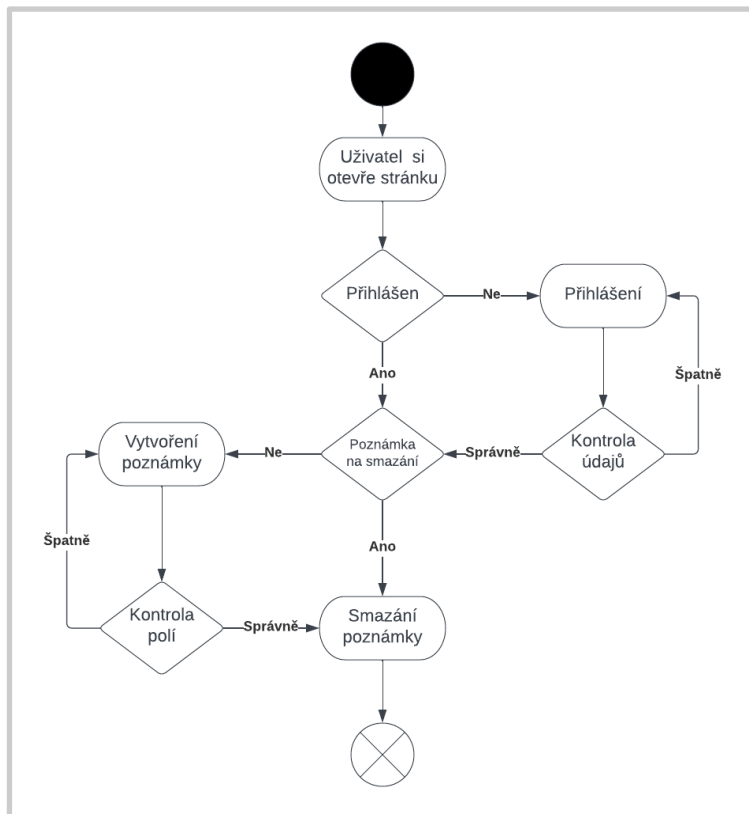 Uživatel si
otevře stránku
Přihlášen
Ne
Přihlášení
Ano
Špatně
Vytvoření
poznámky
Ne
Poznámka
na smazání
Správně
Kontrola
údajů
Špatně
Ano
Kontrola
polí
Správně
Smazání
poznámky